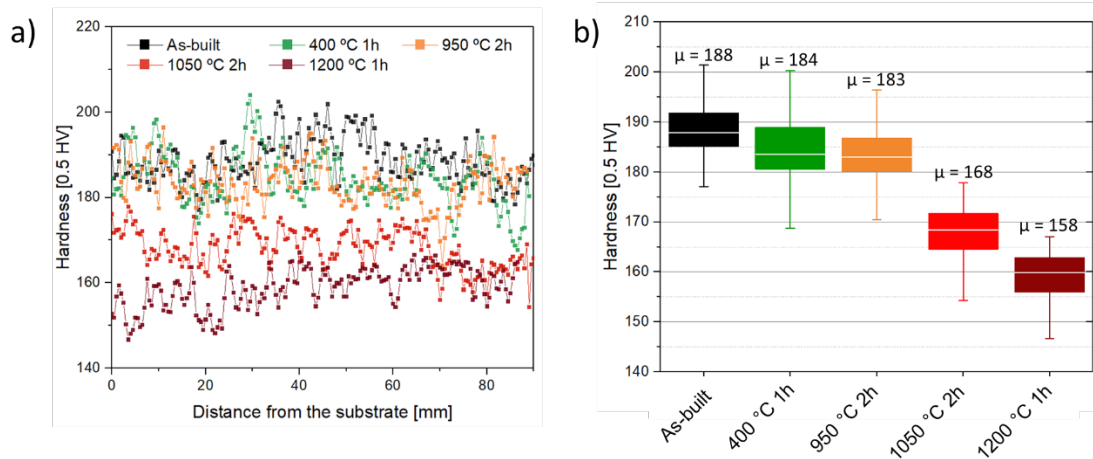 a)
220
200
180
160
140
Hardness [0.5 HV]
As-built 400 ºC 1h 950 ºC 2h
1050 ºC 2h 1200 ºC 1h
0 20 40 60 80
Distance from the substrate [mm]
b)
210
200
190
180
170
160
150
140
Hardness [0.5 HV]
μ = 188
μ = 184
μ = 183
μ = 168
μ = 158
As-built
400 °C 1h
950 °C 2h
1050 °C 2h
1200 °C 1h